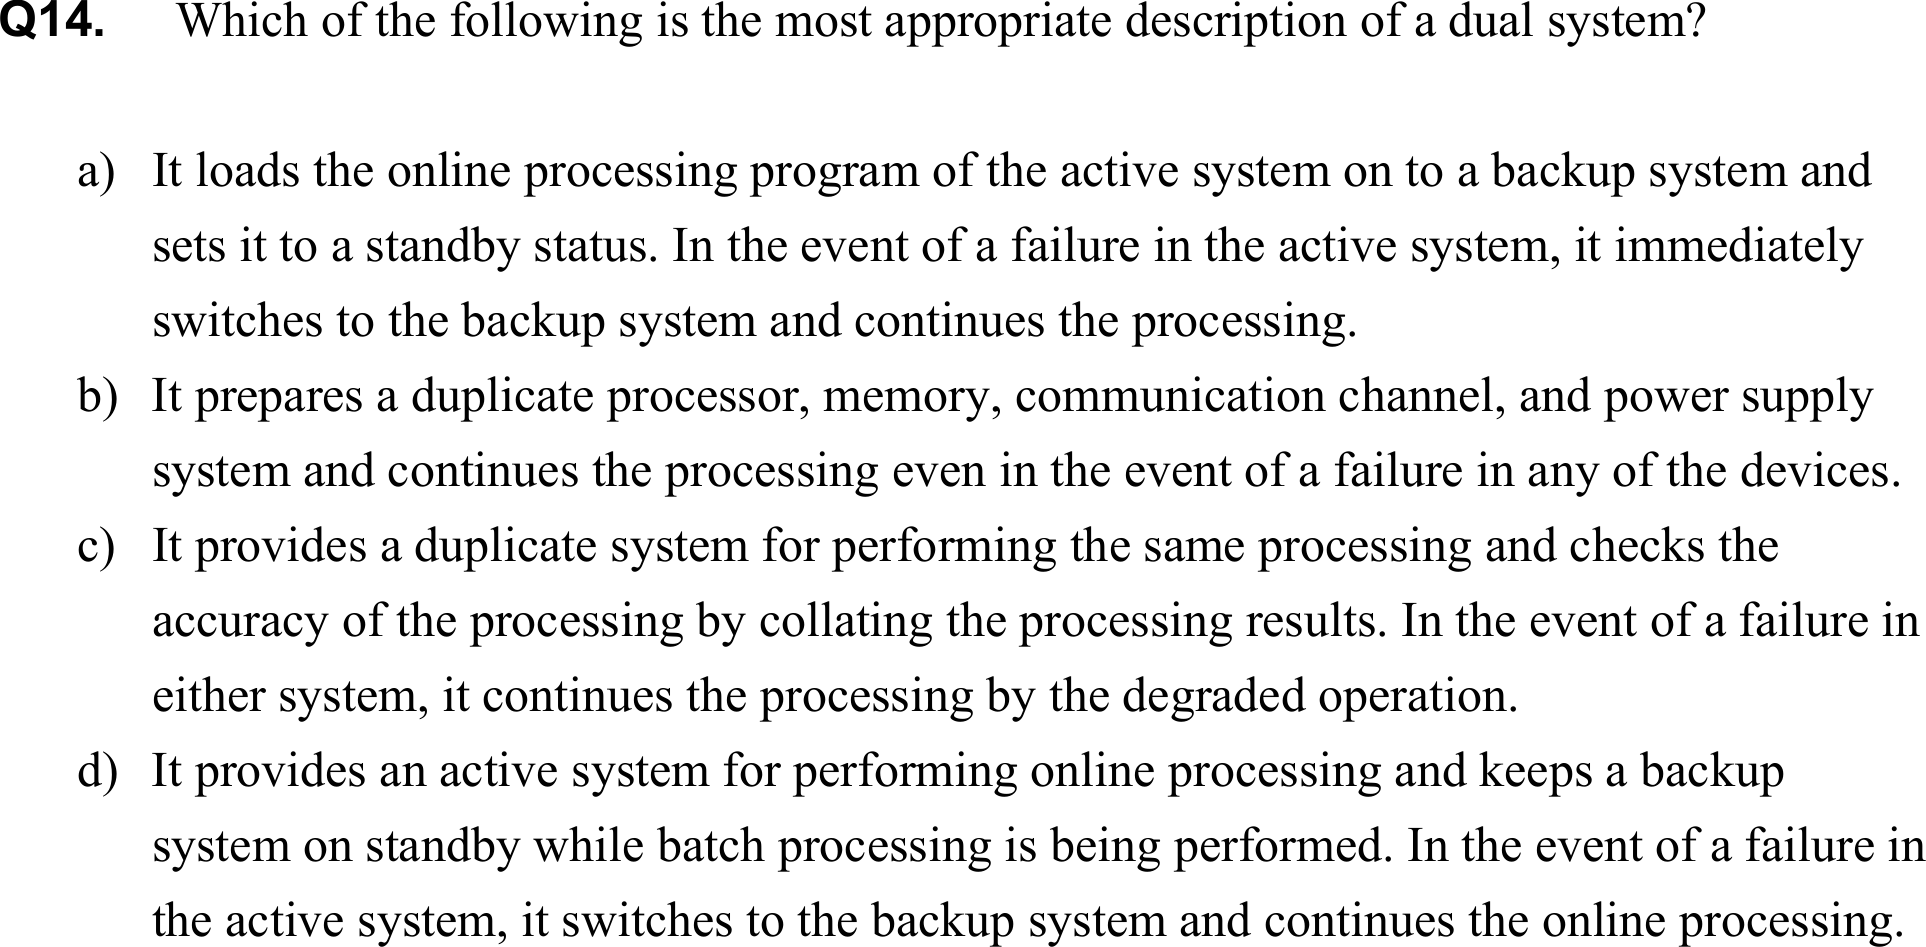 Q14. Which of the following is the most appropriate description of a dual system?
a) It loads the online processing program of the active system on to a backup system and
sets it to a standby status. In the event of a failure in the active system, it immediately
switches to the backup system and continues the processing.
b) It prepares a duplicate processor, memory, communication channel, and power supply
system and continues the processing even in the event of a failure in any of the devices.
c) It provides a duplicate system for performing the same processing and checks the
accuracy of the processing by collating the processing results. In the event of a failure in
either system, it continues the processing by the degraded operation.
d) It provides an active system for performing online processing and keeps a backup
system on standby while batch processing is being performed. In the event of a failure in
the active system, it switches to the backup system and continues the online processing.